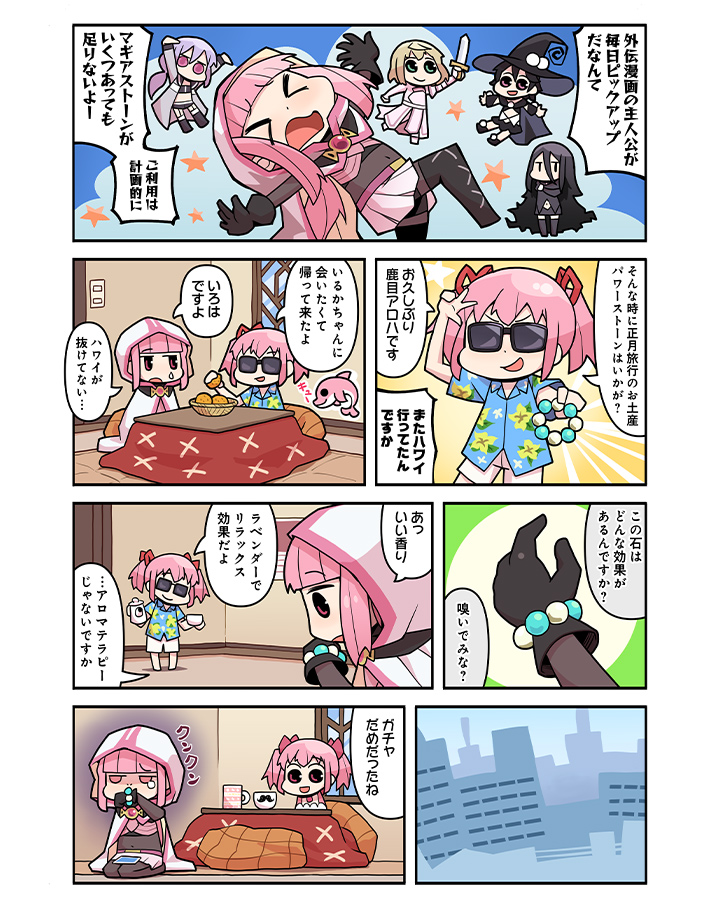 外伝漫画の主人公が
毎日ピックアップ
だなんて
マギアストーンが
いくつあっても
足りないよー
ご利用は
計画的に
そんな時に正月旅行のお土産
パワーストーンはいかが?
お久しぶり
鹿目アロハです
またハワイ
行ってたん
ですか
いるかちゃんに
会いたくて
帰って来たよ
いろは
ですよ
ハワイが
抜けてない…
この石は
どんな効果が
あるんですか?
嗅いでみな?
あっ
いい香り
ラベンダーで
リラックス
効果だよ
…アロマテラピー
じゃないですか
ガチャ
だめだったね
クンクン